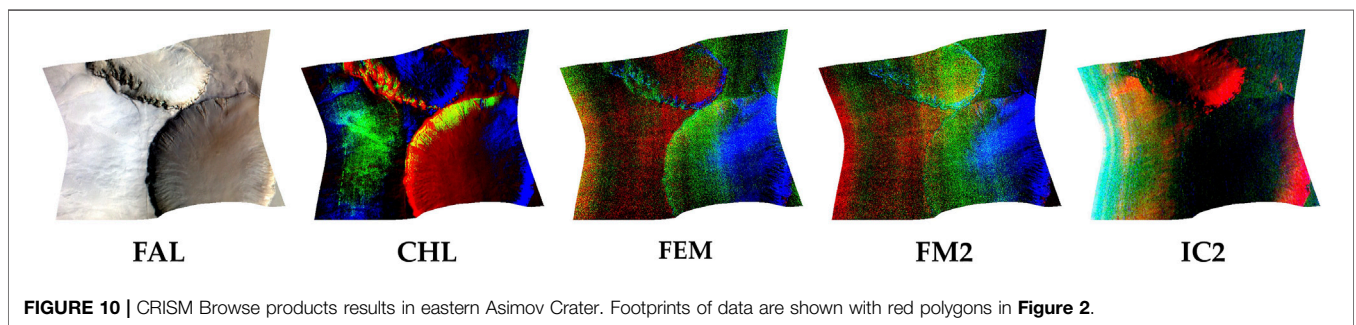 FAL CHL FEM FM2 IC2
FIGURE 10 | CRISM Browse products results in eastern Asimov Crater. Footprints of data are shown with red polygons in Figure 2.